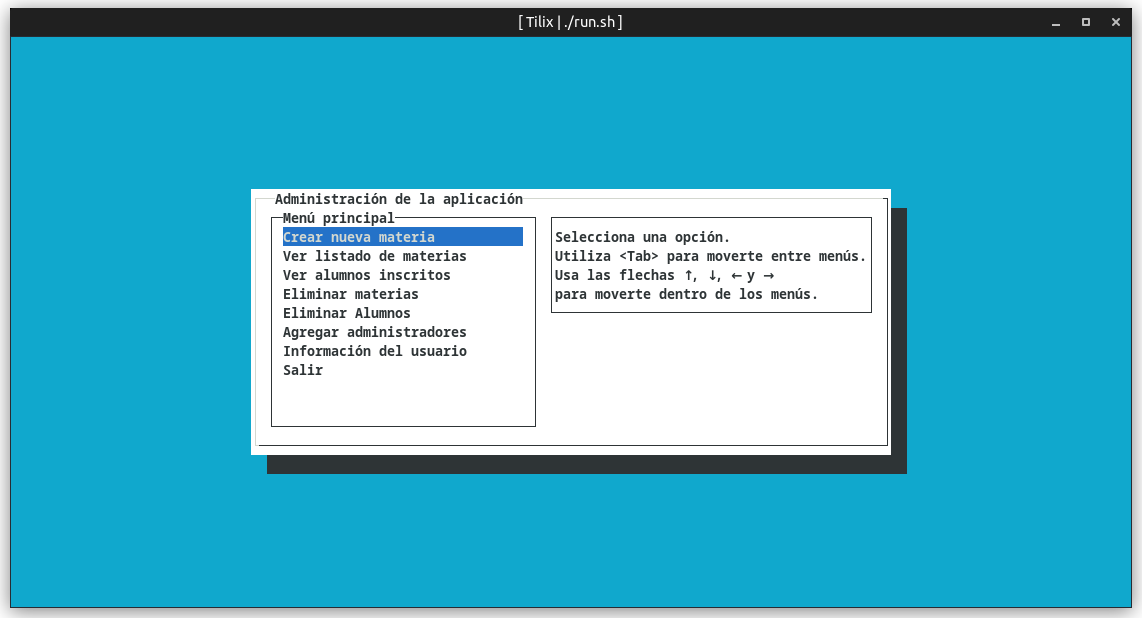 [ Tilix | ./run.sh ]
Administración de la aplicación
Menú principal
Crear nueva materia
Ver listado de materias
Ver alumnos inscritos
Eliminar materias
Eliminar Alumnos
Agregar administradores
Información del usuario
Salir
Selecciona una opción.
Utiliza <Tab> para moverte entre menús.
Usa las flechas ↑, ↓, ← y →
para moverte dentro de los menús.